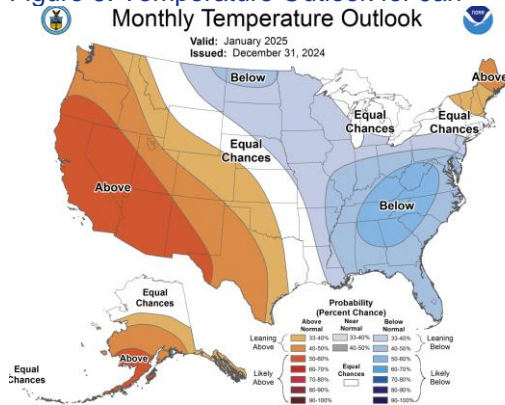 Monthly Temperature Outlook
Valid: January 2025
Issued: December 31, 2024
NOAA
Below
Above
Equal
Chances
Equal
Chances
Equal
Chances
Above
Below
Equal
Chances
Above
Equal
Chances
Probability
(Percent Chance)
Above Normal
Near Normal
Below Normal
Leaning Above
33-40% 33-40% 33-40%
40-50% 40-50% 40-50%
Leaning Below
Likely Above
50-60% 50-60%
60-70% 60-70%
70-80% 70-80%
80-90% 80-90%
90-100% 90-100%
Equal Chances
Likely Below